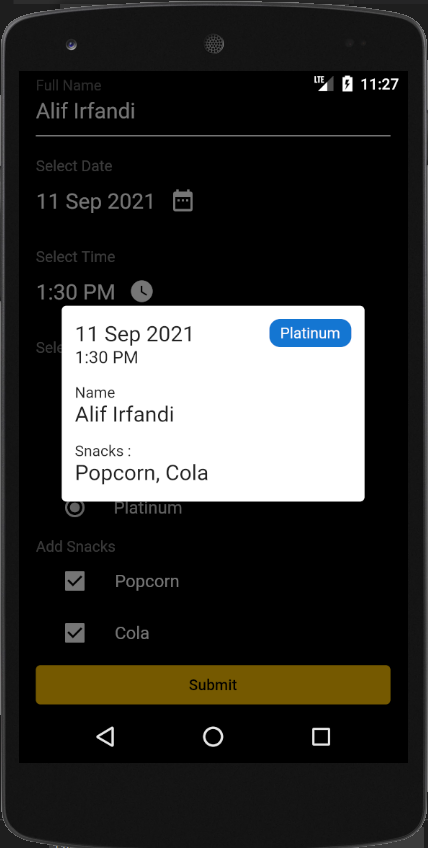 LTE 11:27
Full Name
Alif Irfandi
Select Date
11 Sep 2021
Select Time
1:30 PM
Sele
11 Sep 2021 Platinum
1:30 PM
Name
Alif Irfandi
Snacks :
Popcorn, Cola
Platinum
Add Snacks
Popcorn
Cola
Submit